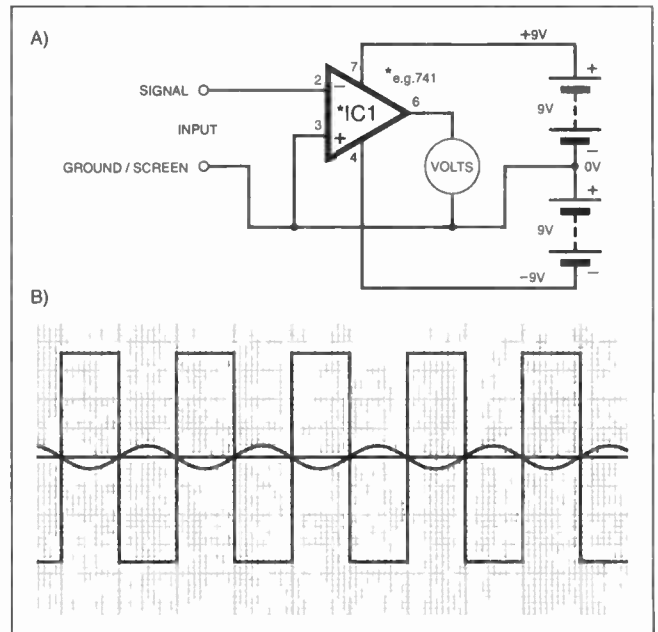 A)
+9V
7
* e.g.741
SIGNAL
2
−
+
*IC1
6
9V
INPUT
3
+
−
GROUND / SCREEN
4
VOLTS
0V
+
9V
−9V
−
B)